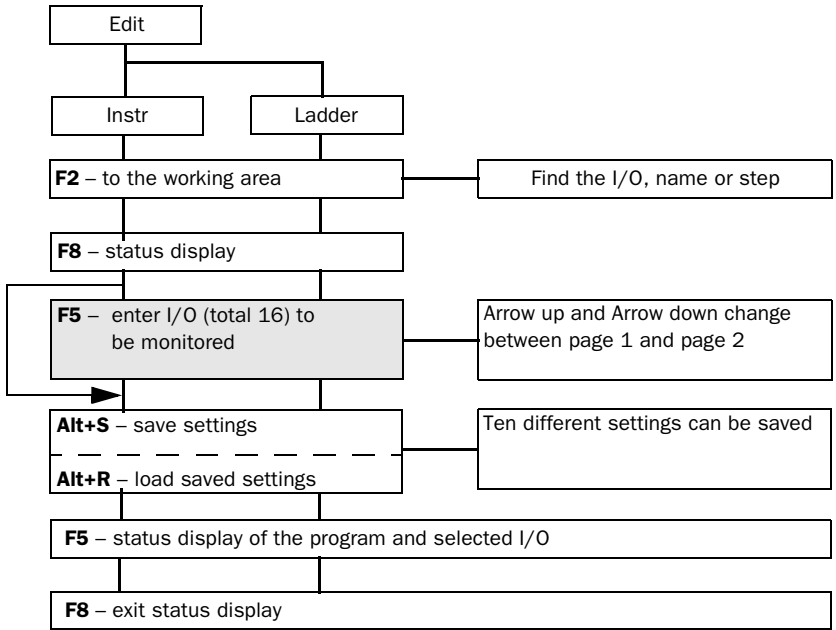 Edit
Instr
Ladder
F2 – to the working area
Find the I/O, name or step
F8 – status display
F5 – enter I/O (total 16) to
be monitored
Arrow up and Arrow down change
between page 1 and page 2
Alt+S – save settings
Alt+R – load saved settings
Ten different settings can be saved
F5 – status display of the program and selected I/O
F8 – exit status display